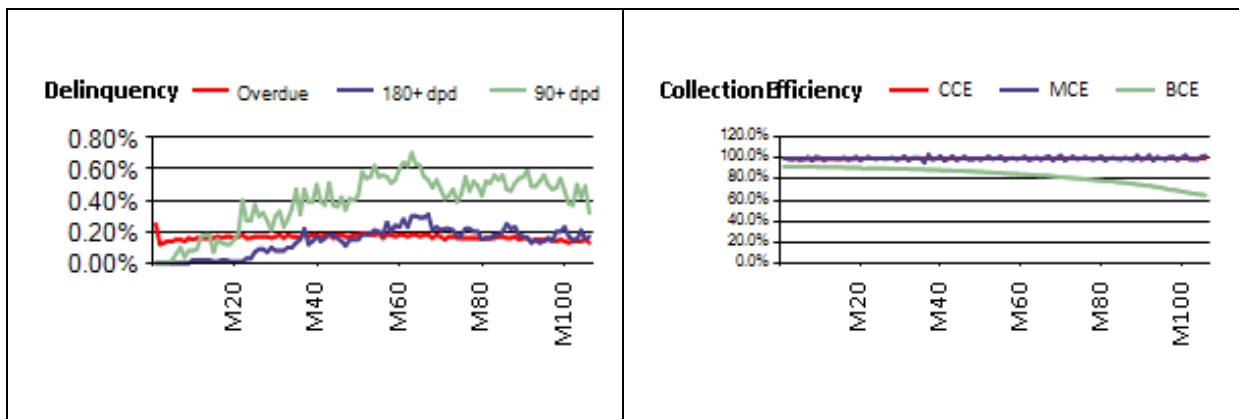 Delinquency Overdue 180+ dpd 90+ dpd
0.80%
0.60%
0.40%
0.20%
0.00%
M20
M40
M60
M80
M100
Collection Efficiency CCE MCE BCE
120.0%
100.0%
80.0%
60.0%
40.0%
20.0%
0.0%
M20
M40
M60
M80
M100